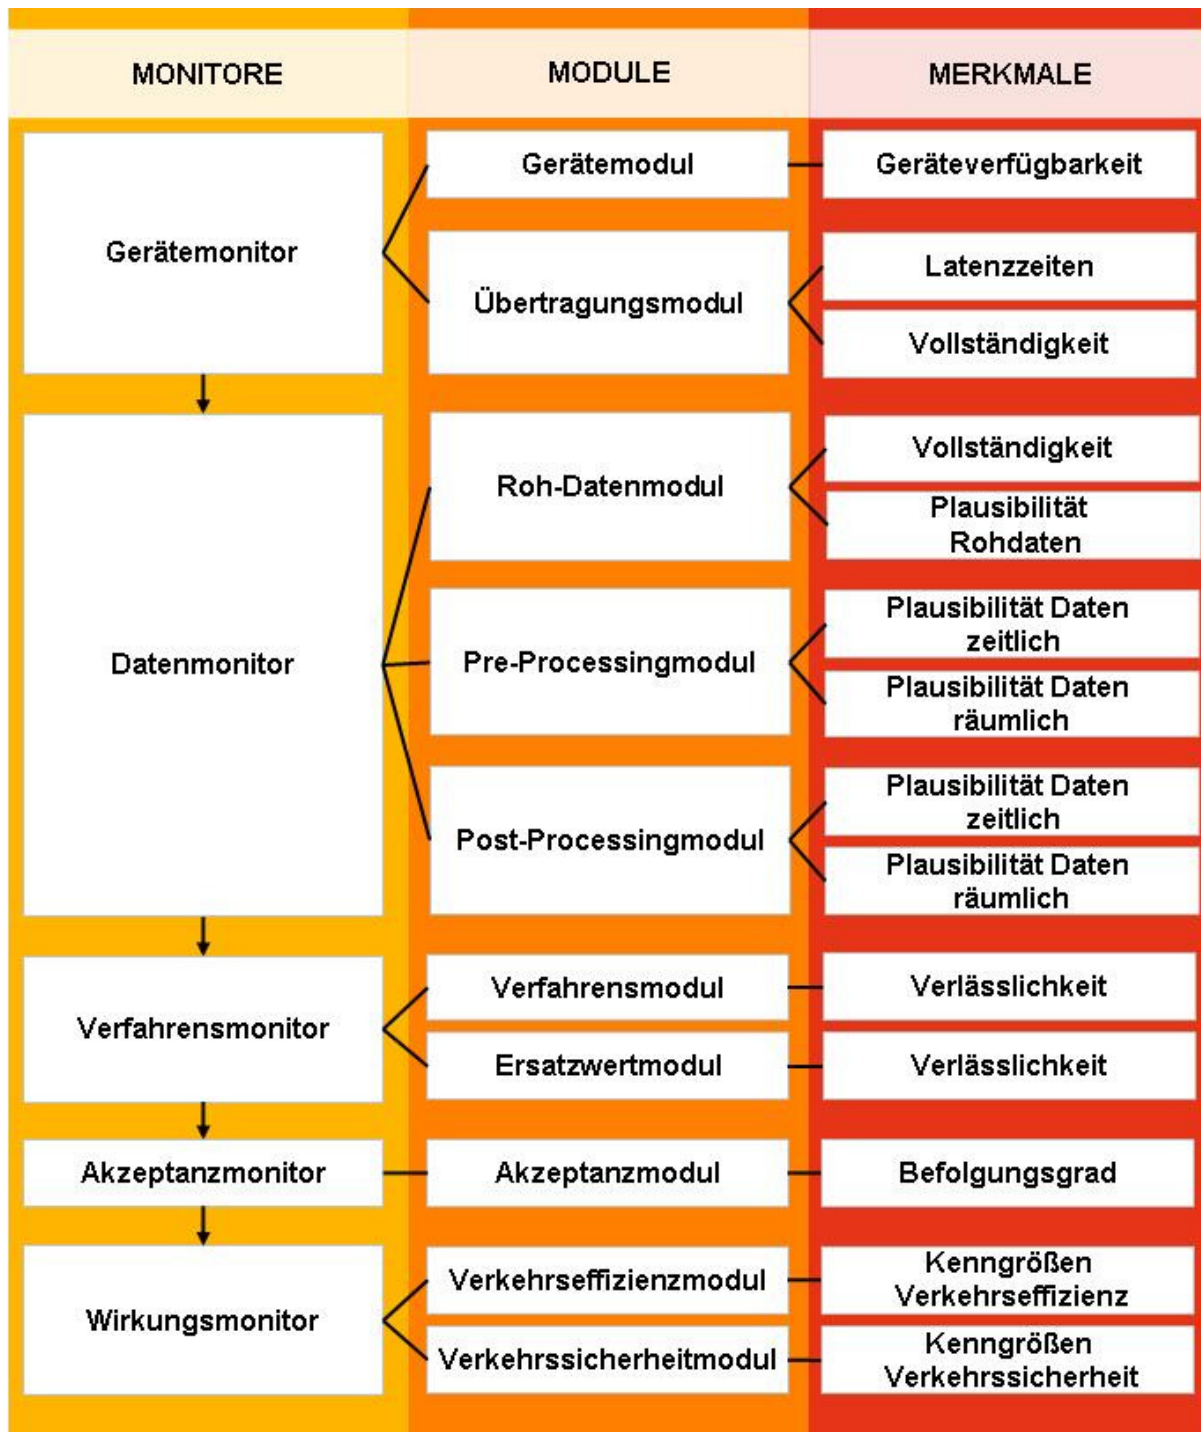 MONITORE
MODULE
MERKMALE
Gerätemonitor
Gerätemodul
Geräteverfügbarkeit
Übertragungsmodul
Latenzzeiten
Vollständigkeit
Datenmonitor
Roh-Datenmodul
Vollständigkeit
Plausibilität
Rohdaten
Pre-Processingmodul
Plausibilität Daten
zeitlich
Plausibilität Daten
räumlich
Post-Processingmodul
Plausibilität Daten
zeitlich
Plausibilität Daten
räumlich
Verfahrensmonitor
Verfahrensmodul
Verlässlichkeit
Ersatzwertmodul
Verlässlichkeit
Akzeptanzmonitor
Akzeptanzmodul
Befolgungsgrad
Wirkungsmonitor
Verkehrseffizienzmodul
Kenngrößen
Verkehrseffizienz
Verkehrssicherheitmodul
Kenngrößen
Verkehrssicherheit